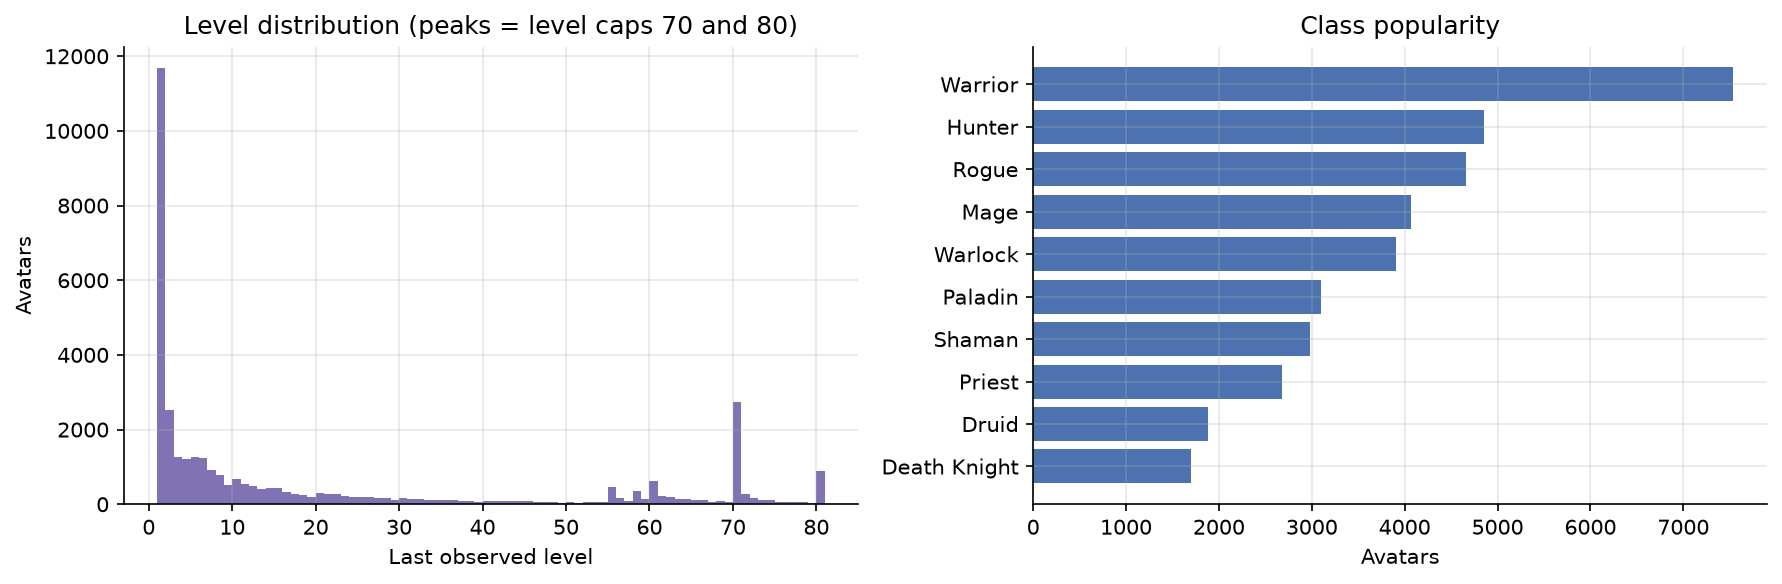 Level distribution (peaks = level caps 70 and 80)
12000
10000
8000
6000
4000
2000
0
Avatars
0 10 20 30 40 50 60 70 80
Last observed level
Class popularity
Warrior
Hunter
Rogue
Mage
Warlock
Paladin
Shaman
Priest
Druid
Death Knight
0 1000 2000 3000 4000 5000 6000 7000
Avatars